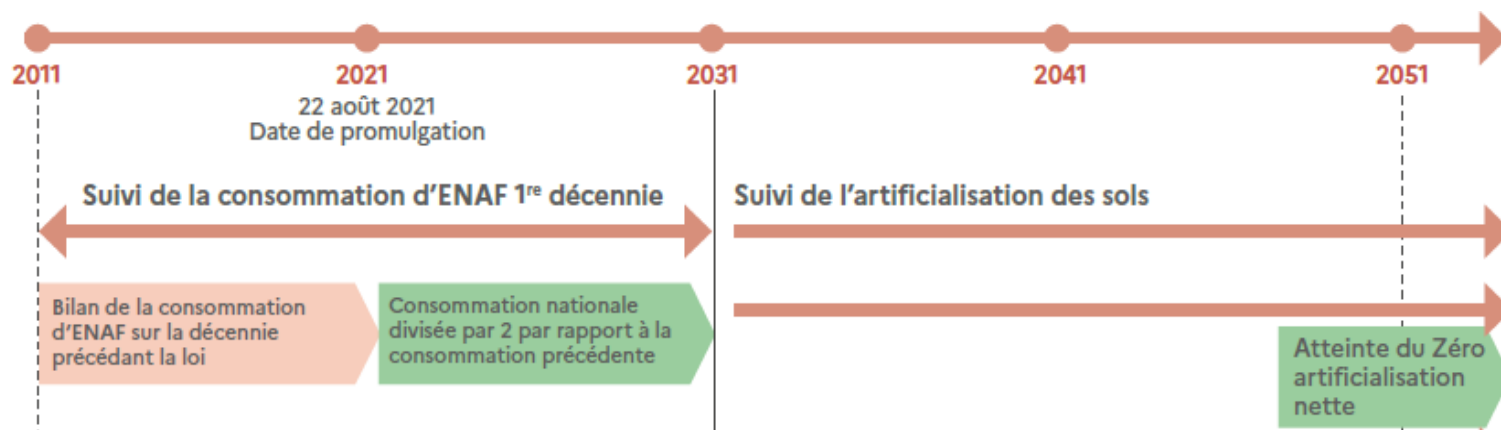 2011
2021
2031
2041
2051
22 août 2021
Date de promulgation
Suivi de la consommation d'ENAF 1re décennie
Suivi de l'artificialisation des sols
Bilan de la consommation
d'ENAF sur la décennie
précédant la loi
Consommation nationale
divisée par 2 par rapport à la
consommation précédente
Atteinte du Zéro
artificialisation
nette